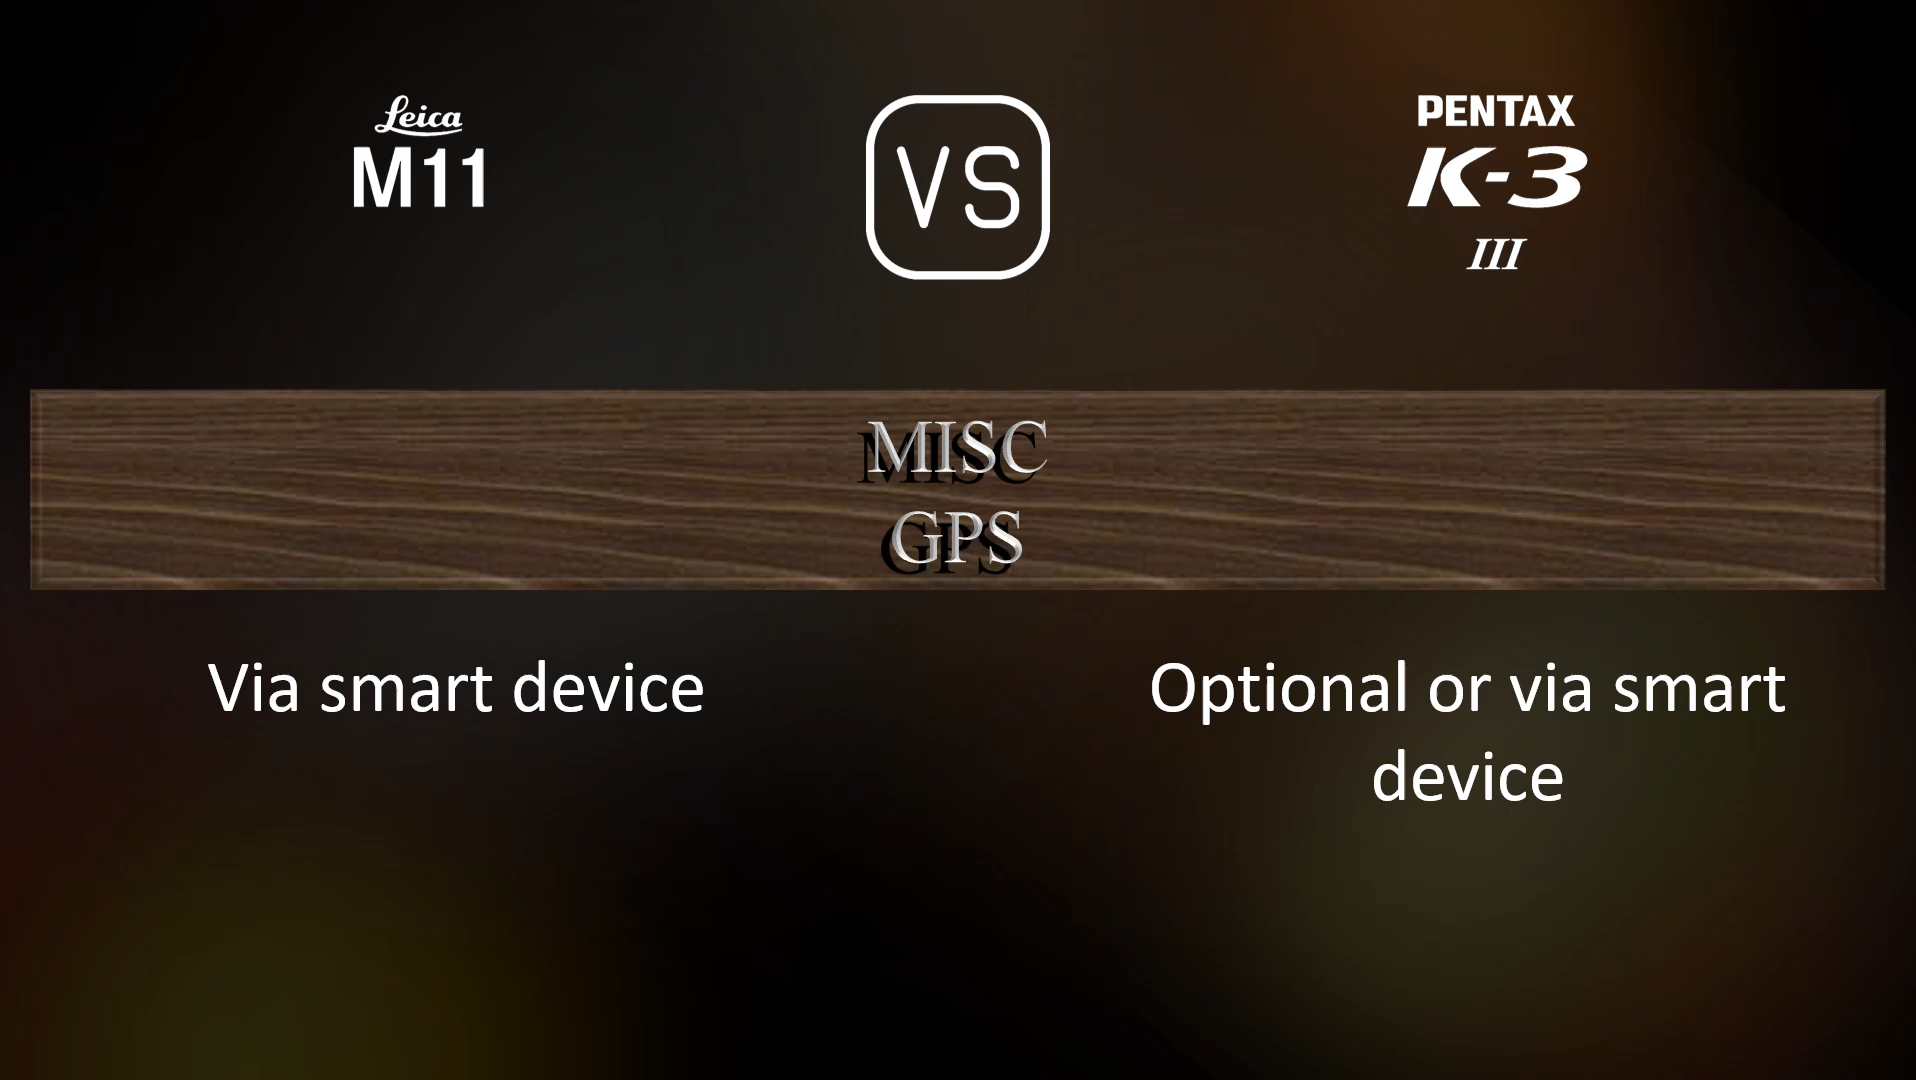 Leica
M11
VS
PENTAX
K-3
III
MISC
GPS
Via smart device
Optional or via smart
device